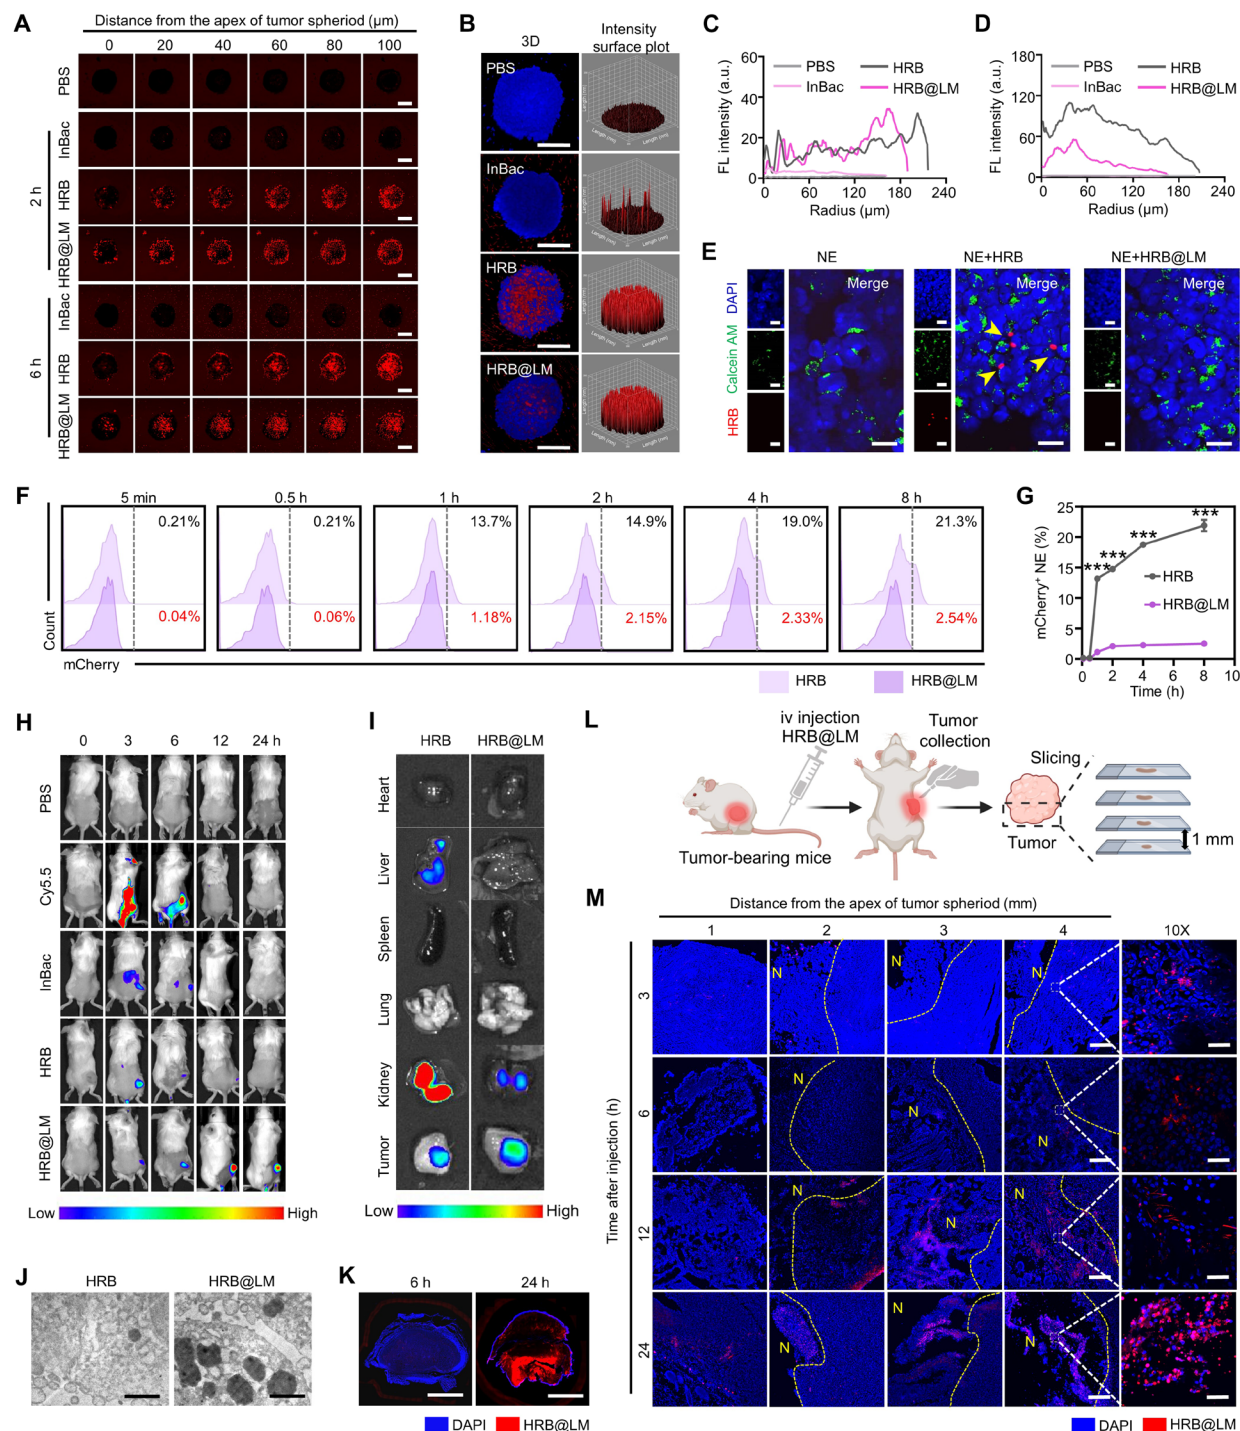 A
Distance from the apex of tumor spheriod (µm)
0 20 40 60 80 100
PBS
2 h
InBac
HRB
HRB@LM
6 h
InBac
HRB
HRB@LM
B
3D
Intensity
surface plot
PBS
InBac
HRB
HRB@LM
C
PBS HRB
InBac HRB@LM
FL intensity (a.u.)
60
40
20
0
0 60 120 180 240
Radius (µm)
D
PBS HRB
InBac HRB@LM
FL intensity (a.u.)
180
120
60
0
0 60 120 180 240
Radius (µm)
E
NE NE+HRB NE+HRB@LM
DAPI
Calcein AM
HRB
Merge Merge Merge
F
5 min 0.5 h 1 h 2 h 4 h 8 h
0.21% 0.21% 13.7% 14.9% 19.0% 21.3%
0.04% 0.06% 1.18% 2.15% 2.33% 2.54%
Count
mCherry
HRB HRB@LM
G
mCherry⁺ NE (%)
25
20
15
10
5
0
*** *** *** ***
HRB
HRB@LM
0 2 4 6 8 10
Time (h)
H
0 3 6 12 24 h
PBS
Cy5.5
InBac
HRB
HRB@LM
Low High
I
HRB HRB@LM
Heart
Liver
Spleen
Lung
Kidney
Tumor
Low High
J
HRB HRB@LM
K
6 h 24 h
DAPI HRB@LM
L
iv injection
HRB@LM
Tumor
collection
Slicing
Tumor-bearing mice
Tumor
1 mm
M
Distance from the apex of tumor spheriod (mm)
1 2 3 4 10X
Time after injection (h)
3
N N N
6
N N N
12
N N N
24
N N N
DAPI HRB@LM